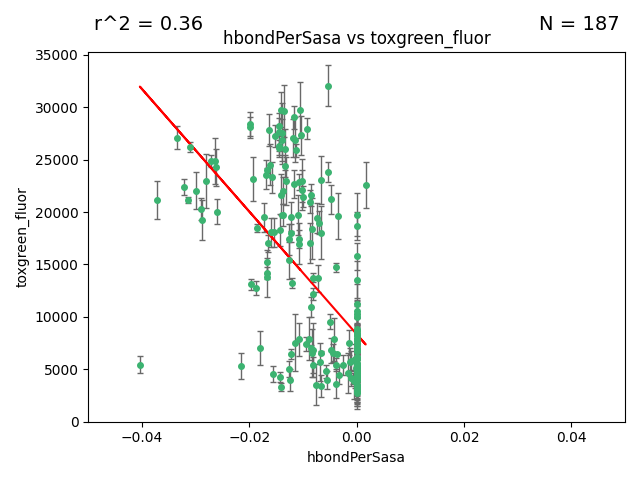 r^2 = 0.36
N = 187
hbondPerSasa vs toxgreen_fluor
35000
30000
25000
20000
15000
10000
5000
0
toxgreen_fluor
−0.04
−0.02
0.00
0.02
0.04
hbondPerSasa